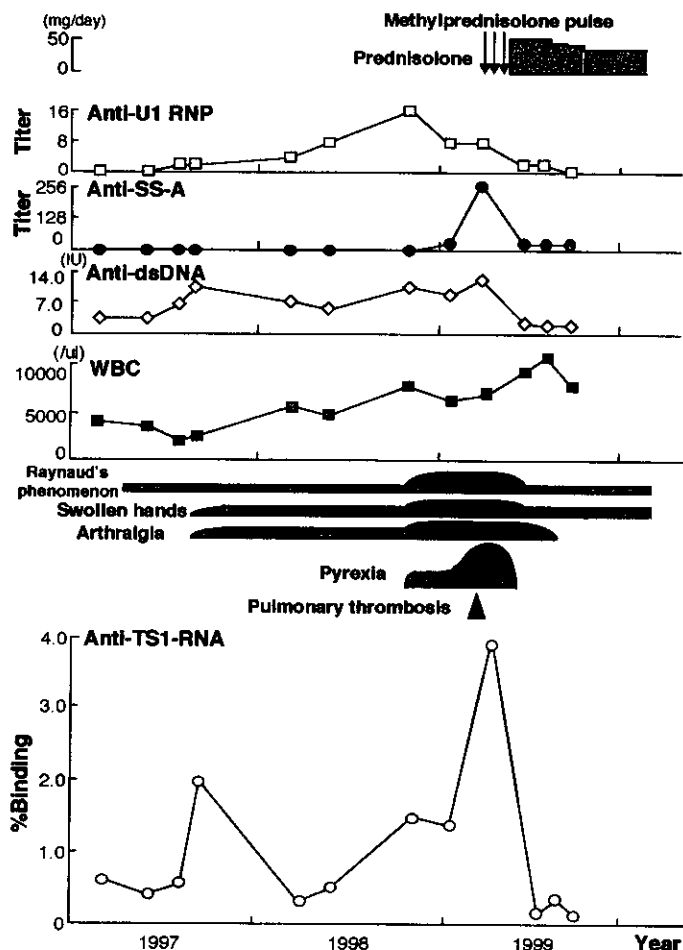 (mg/day)
Methylprednisolone pulse
50
0
Prednisolone
Anti-U1 RNP
Titer
16
8
0
Anti-SS-A
Titer
256
128
0
(IU)
Anti-dsDNA
14.0
7.0
0
(/ul)
WBC
10000
5000
0
Raynaud's
phenomenon
Swollen hands
Arthralgia
Pyrexia
Pulmonary thrombosis
Anti-TS1-RNA
%Binding
4.0
3.0
2.0
1.0
0
1997 1998 1999 Year